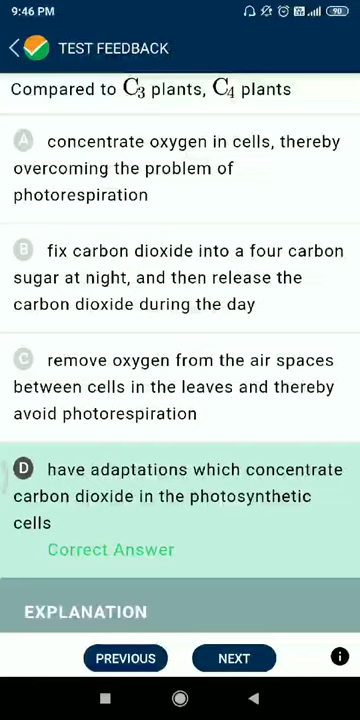 9:46 PM 90
TEST FEEDBACK
Compared to C₃ plants, C₄ plants
A concentrate oxygen in cells, thereby
overcoming the problem of
photorespiration
B fix carbon dioxide into a four carbon
sugar at night, and then release the
carbon dioxide during the day
C remove oxygen from the air spaces
between cells in the leaves and thereby
avoid photorespiration
D have adaptations which concentrate
carbon dioxide in the photosynthetic
cells
Correct Answer
EXPLANATION
PREVIOUS NEXT